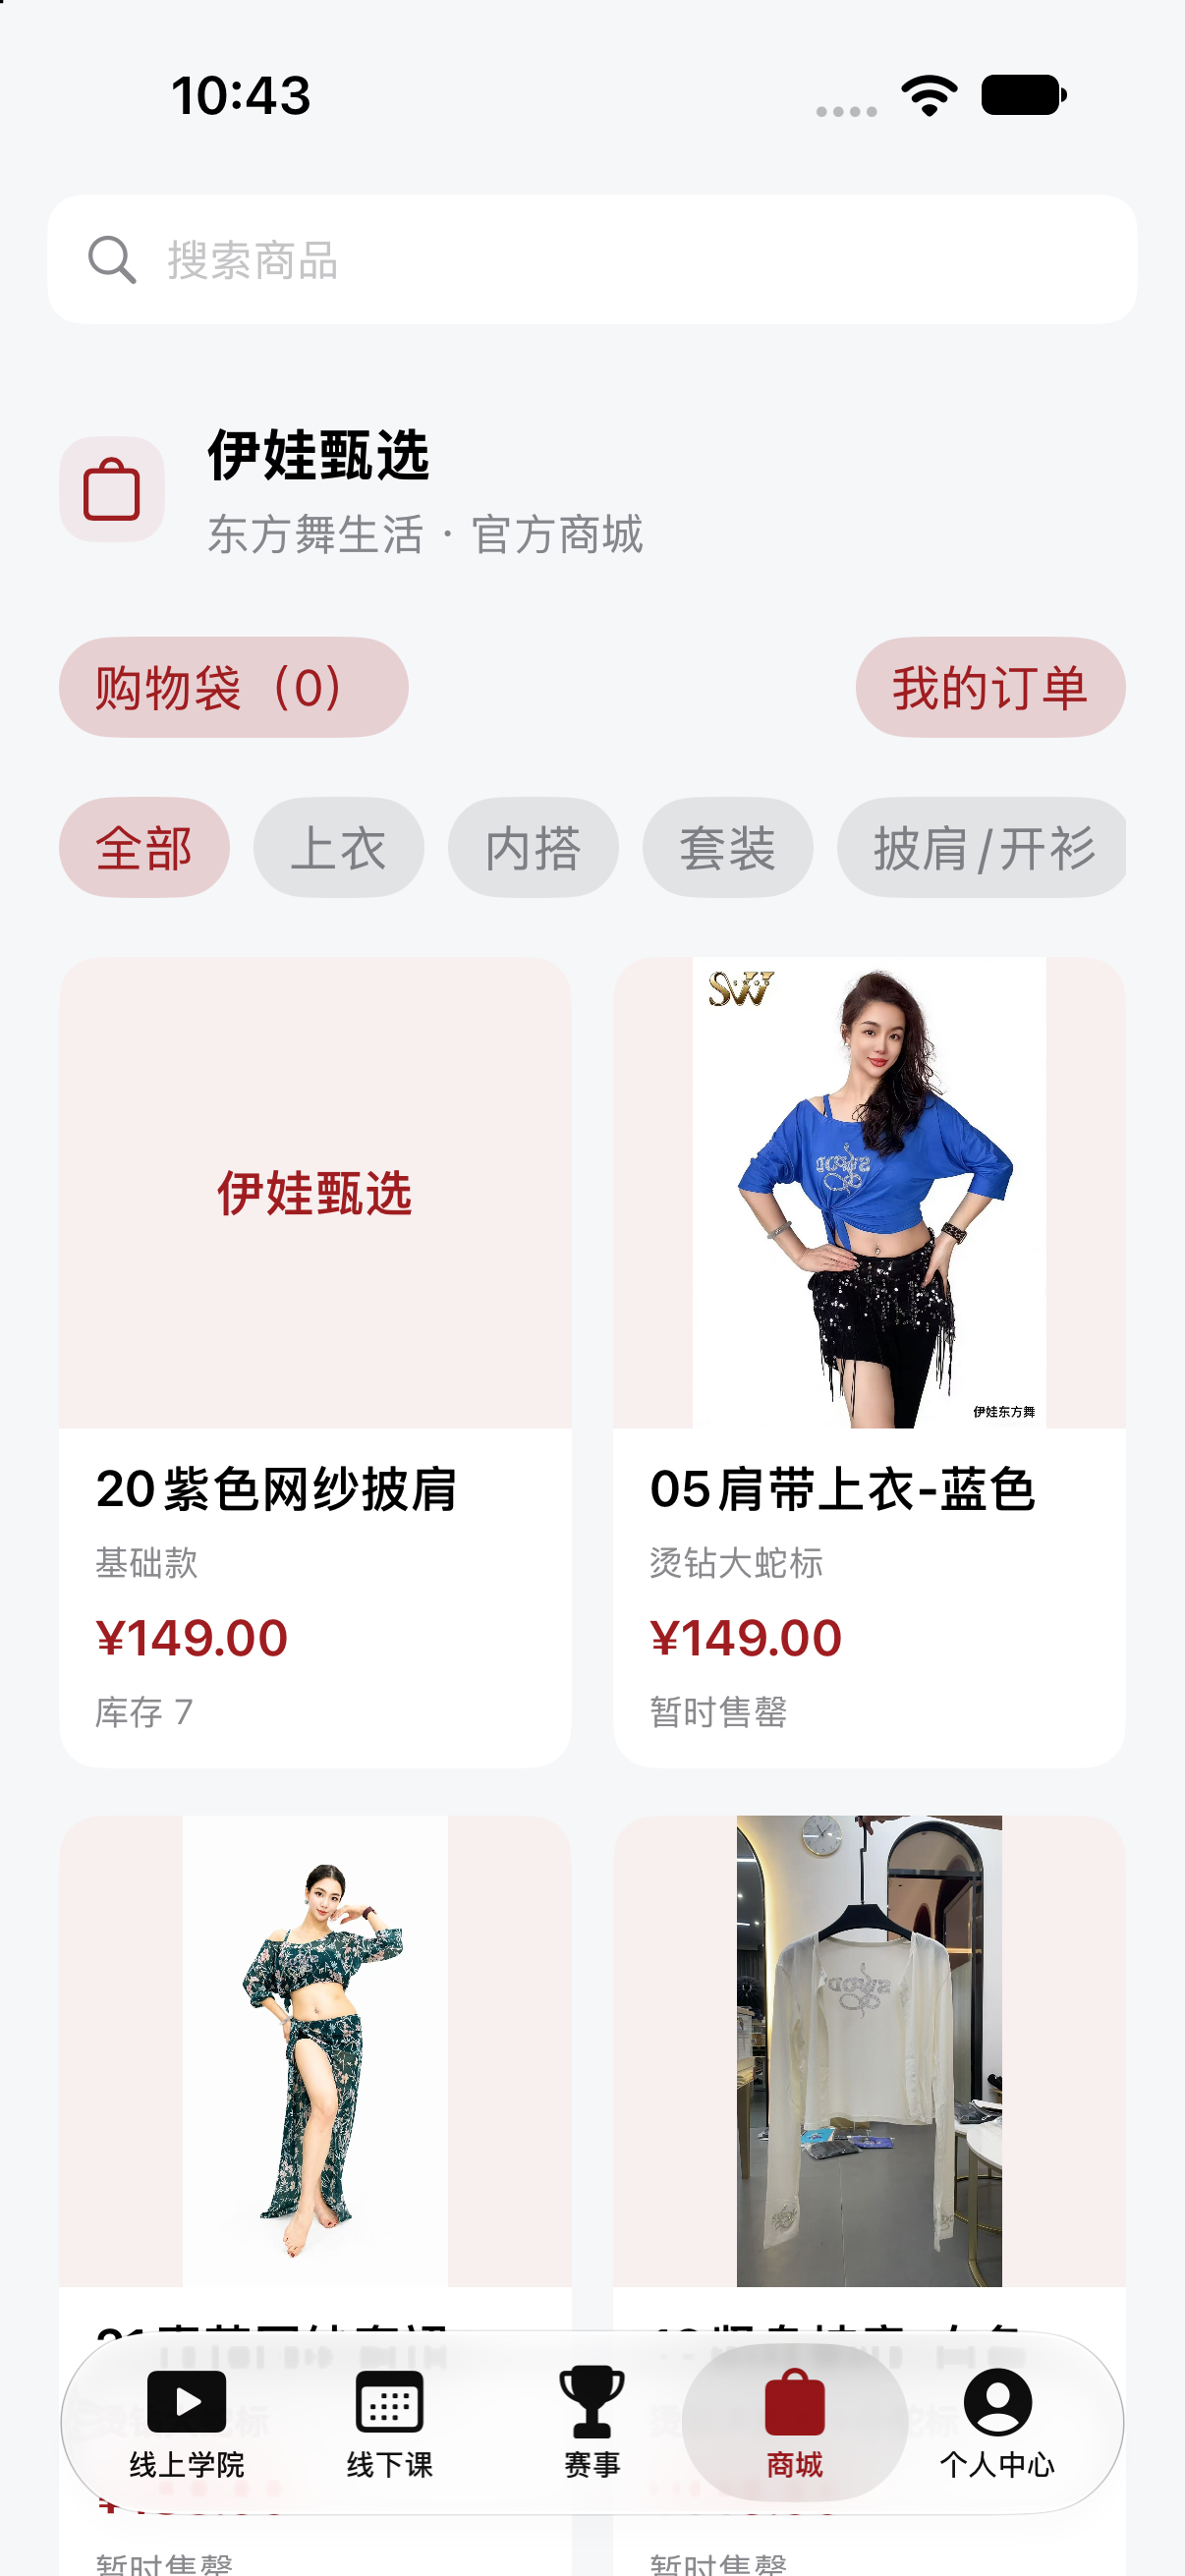 10:43
搜索商品
伊娃甄选
东方舞生活 · 官方商城
购物袋（0）
我的订单
全部
上衣
内搭
套装
披肩/开衫
伊娃甄选
SW
伊娃东方舞
20紫色网纱披肩
基础款
¥149.00
库存 7
05肩带上衣-蓝色
烫钻大蛇标
¥149.00
暂时售罄
线上学院
线下课
赛事
商城
个人中心
暂时售罄
暂时售罄